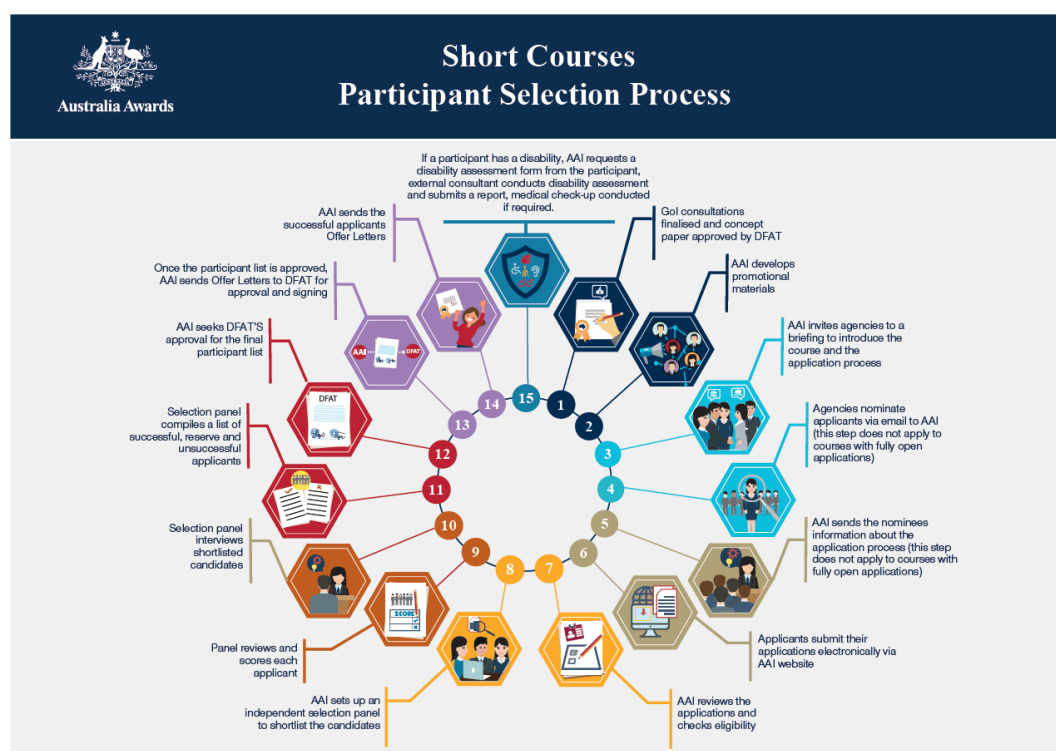 Australia Awards
Short Courses
Participant Selection Process
If a participant has a disability, AAI requests a
disability assessment form from the participant,
external consultant conducts disability assessment
and submits a report, medical check-up conducted
if required.
GoI consultations
finalised and concept
paper approved by DFAT
AAI develops
promotional
materials
AAI invites agencies to a
briefing to introduce the
course and the
application process
Agencies nominate
applicants via email to AAI
(this step does not apply to
courses with fully open
applications)
AAI sends the nominees
information about the
application process (this step
does not apply to courses with
fully open applications)
Applicants submit their
applications electronically via
AAI website
AAI reviews the
applications and
checks eligibility
AAI sets up an
independent selection panel
to shortlist the candidates
Panel reviews and
scores each
applicant
Selection panel
interviews
shortlisted
candidates
Selection panel
compiles a list of
successful, reserve and
unsuccessful
applicants
AAI seeks DFAT'S
approval for the final
participant list
Once the participant list is approved,
AAI sends Offer Letters to DFAT for
approval and signing
AAI sends the
successful applicants
Offer Letters
AAI
DFAT
DFAT
SCORE
1
2
3
4
5
6
7
8
9
10
11
12
13
14
15